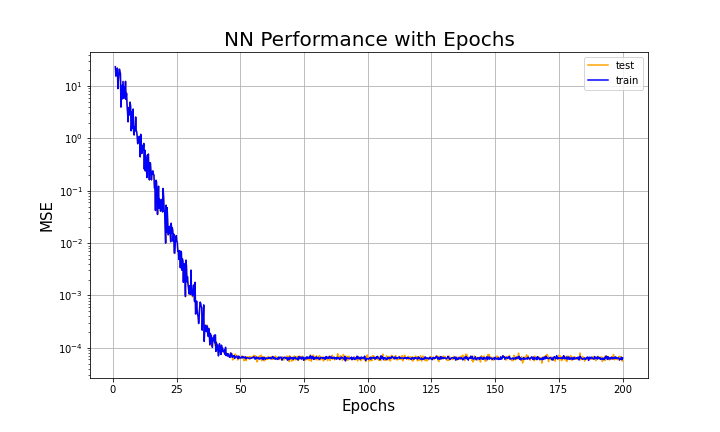 NN Performance with Epochs
test
train
MSE
10¹
10⁰
10⁻¹
10⁻²
10⁻³
10⁻⁴
0 25 50 75 100 125 150 175 200
Epochs